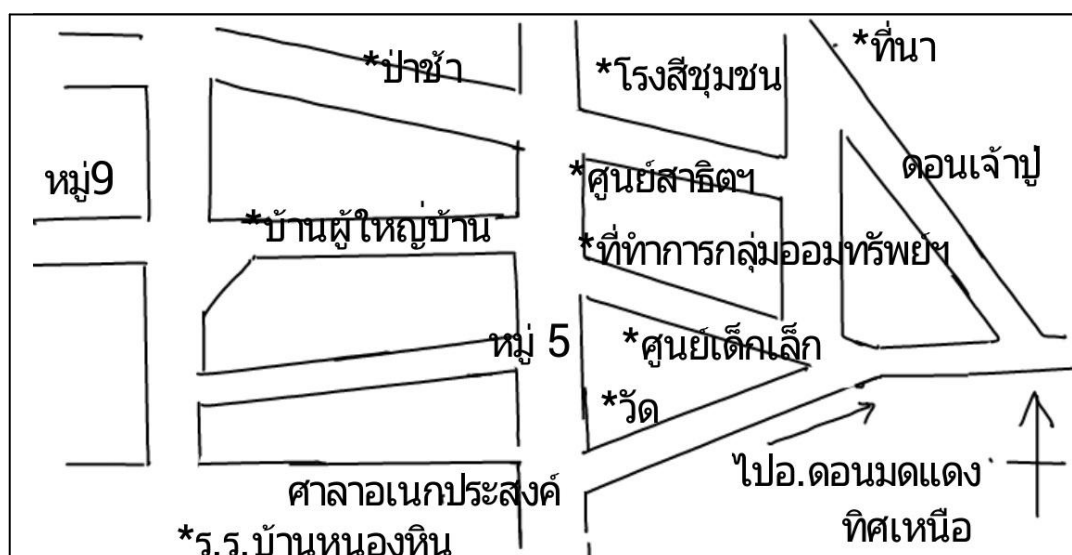 *ป่าช้า
*โรงสีชุมชน
*ที่นา
หมู่9
*ศูนย์สาธิตฯ
ดอนเจ้าปู่
*บ้านผู้ใหญ่บ้าน
*ที่ทำการกลุ่มออมทรัพย์ฯ
หมู่ 5
*ศูนย์เด็กเล็ก
*วัด
ไปอ.ดอนมดแดง
ศาลาอเนกประสงค์
ทิศเหนือ
*ร.ร.บ้านหนองหิน